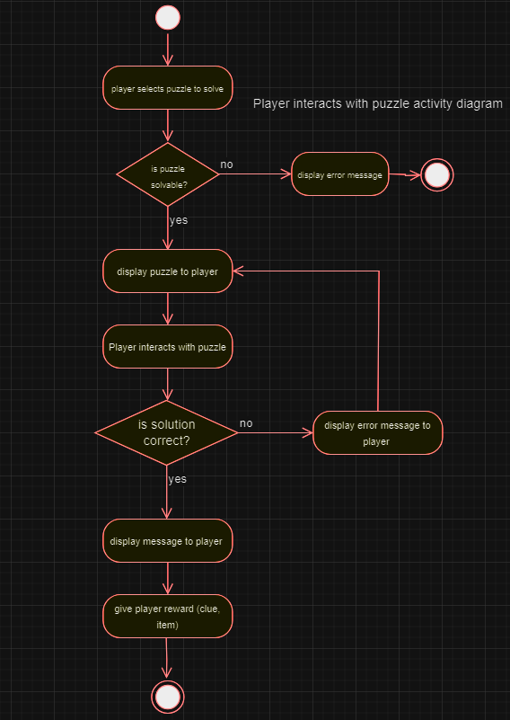 player selects puzzle to solve
Player interacts with puzzle activity diagram
is puzzle
solvable?
no
display error message
yes
display puzzle to player
Player interacts with puzzle
is solution
correct?
no
display error message to
player
yes
display message to player
give player reward (clue,
item)